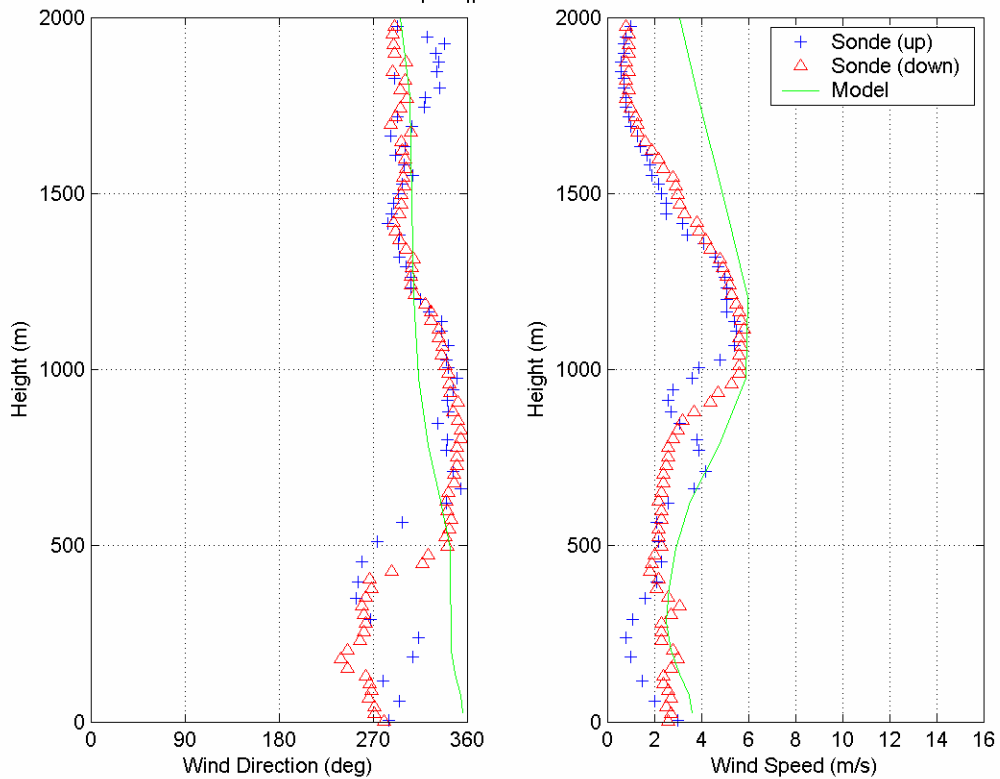 2000
1500
1000
500
0
Height (m)
0 90 180 270 360
Wind Direction (deg)
2000
1500
1000
500
0
Height (m)
0 2 4 6 8 10 12 14 16
Wind Speed (m/s)
Sonde (up)
Sonde (down)
Model